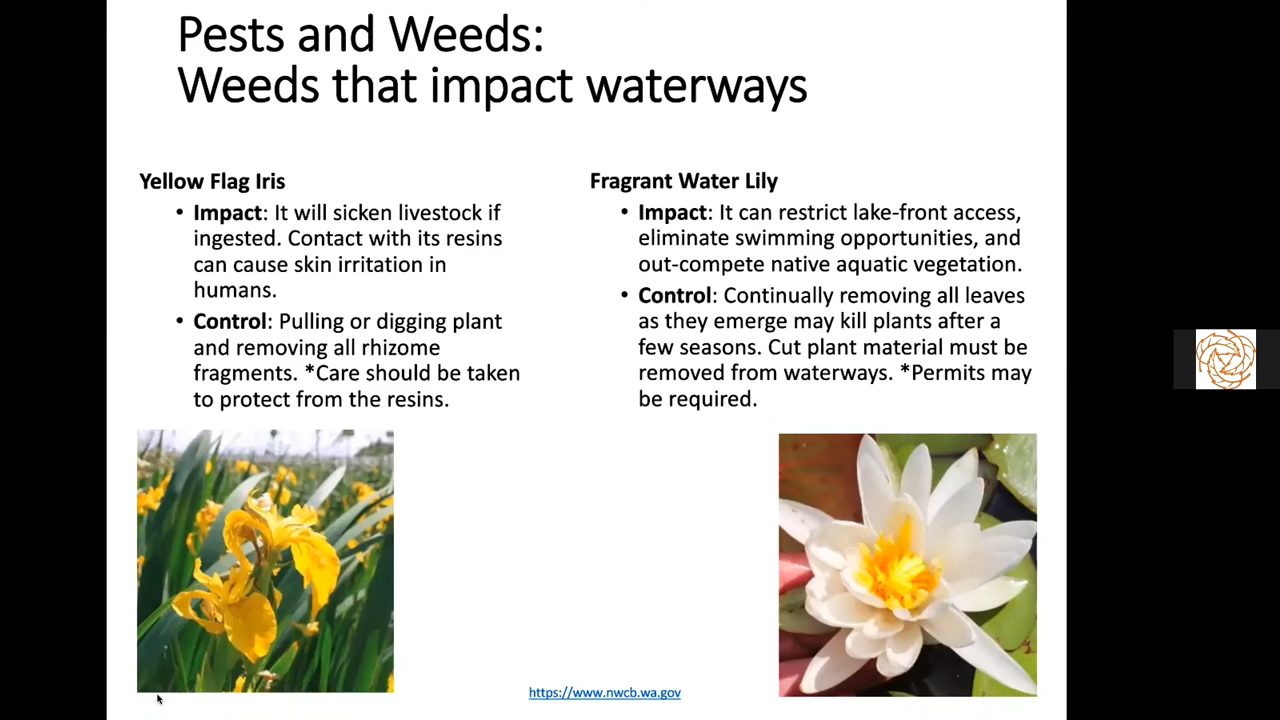 Pests and Weeds:
Weeds that impact waterways
Yellow Flag Iris
• Impact: It will sicken livestock if
ingested. Contact with its resins
can cause skin irritation in
humans.
• Control: Pulling or digging plant
and removing all rhizome
fragments. *Care should be taken
to protect from the resins.
Fragrant Water Lily
• Impact: It can restrict lake-front access,
eliminate swimming opportunities, and
out-compete native aquatic vegetation.
• Control: Continually removing all leaves
as they emerge may kill plants after a
few seasons. Cut plant material must be
removed from waterways. *Permits may
be required.
https://www.nwcb.wa.gov